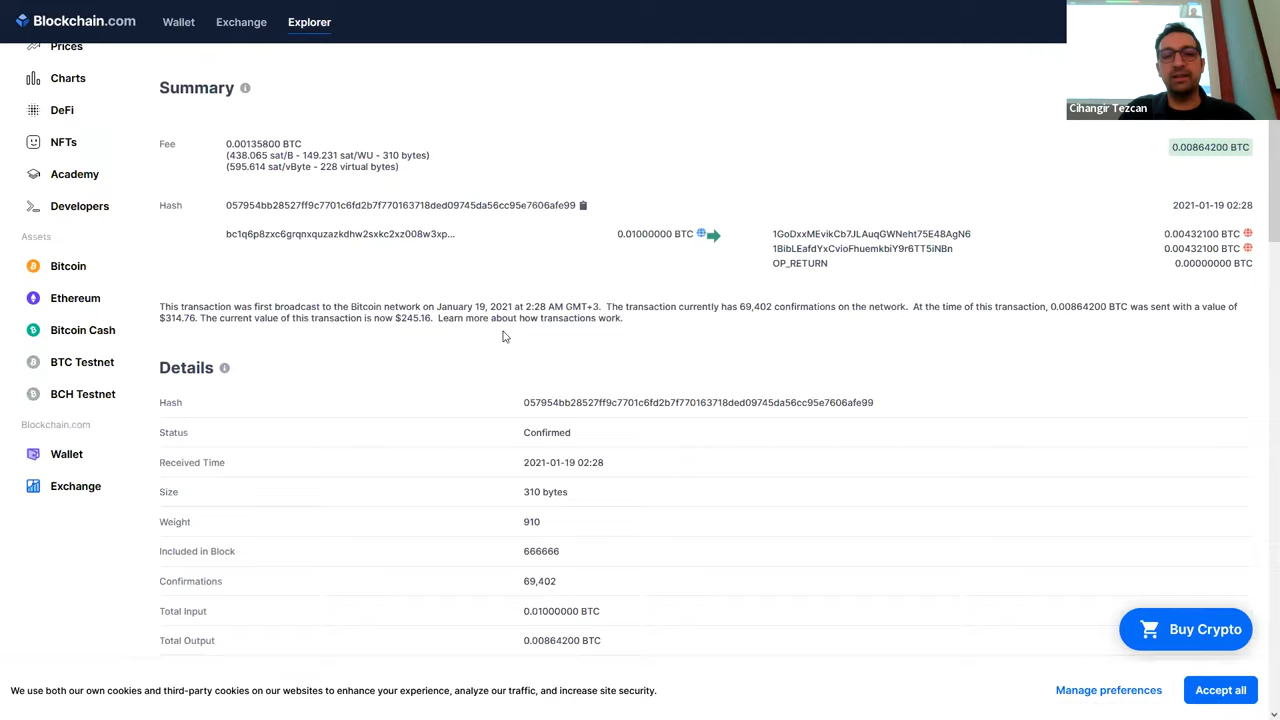 Blockchain.com
Wallet
Exchange
Explorer
Cihangir Tezcan
Prices
Charts
DeFi
NFTs
Academy
Developers
Assets
Bitcoin
Ethereum
Bitcoin Cash
BTC Testnet
BCH Testnet
Blockchain.com
Wallet
Exchange
Summary
Fee
0.00135800 BTC
(438.065 sat/B - 149.231 sat/WU - 310 bytes)
(595.614 sat/vByte - 228 virtual bytes)
0.00864200 BTC
Hash
057954bb28527ff9c7701c6fd2b7f770163718ded09745da56cc95e7606afe99
2021-01-19 02:28
bc1q6p8zxc6grqnxquzazkdhw2sxkc2xz008w3xp...
0.01000000 BTC
1GoDxxMEvikCb7JLAuqGWNeht75E48AgN6
0.00432100 BTC
1BibLEafdYxCvioFhuemkbiY9r6TT5iNBn
0.00432100 BTC
OP_RETURN
0.00000000 BTC
This transaction was first broadcast to the Bitcoin network on January 19, 2021 at 2:28 AM GMT+3. The transaction currently has 69,402 confirmations on the network. At the time of this transaction, 0.00864200 BTC was sent with a value of
$314.76. The current value of this transaction is now $245.16. Learn more about how transactions work.
Details
Hash
057954bb28527ff9c7701c6fd2b7f770163718ded09745da56cc95e7606afe99
Status
Confirmed
Received Time
2021-01-19 02:28
Size
310 bytes
Weight
910
Included in Block
666666
Confirmations
69,402
Total Input
0.01000000 BTC
Total Output
0.00864200 BTC
Buy Crypto
We use both our own cookies and third-party cookies on our websites to enhance your experience, analyze our traffic, and increase site security.
Manage preferences
Accept all